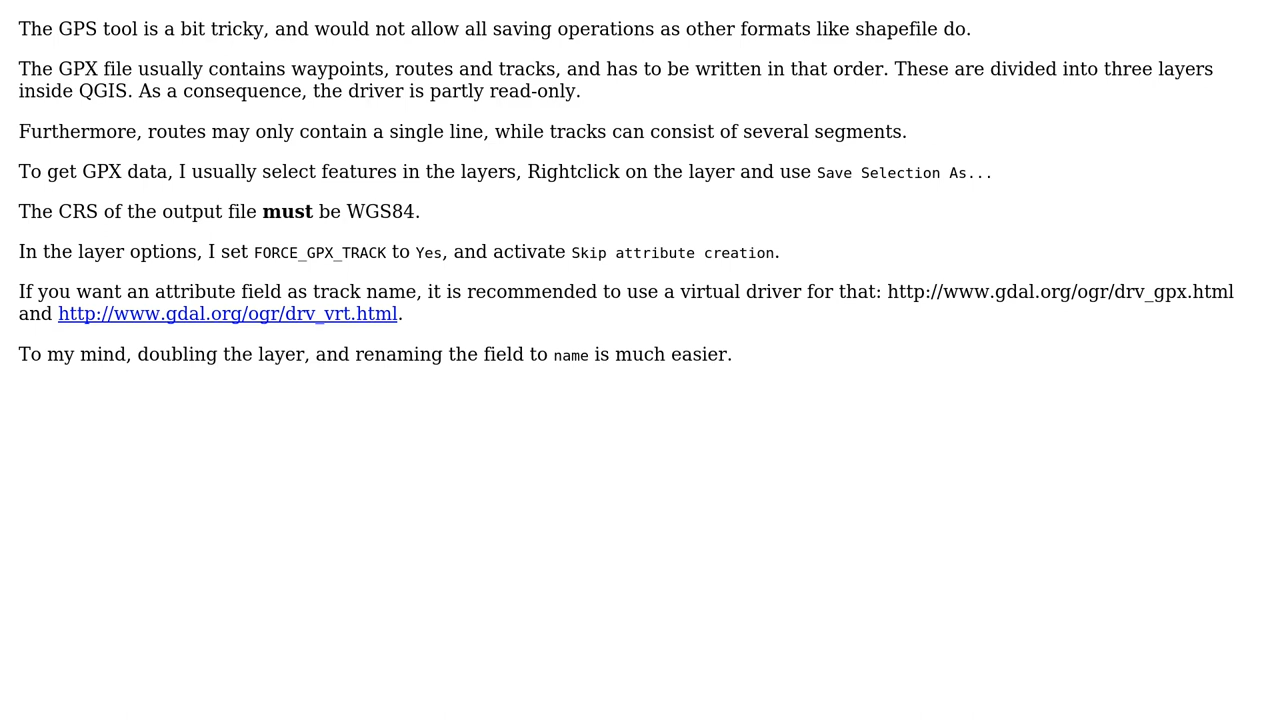 The GPS tool is a bit tricky, and would not allow all saving operations as other formats like shapefile do.
The GPX file usually contains waypoints, routes and tracks, and has to be written in that order. These are divided into three layers
inside QGIS. As a consequence, the driver is partly read-only.
Furthermore, routes may only contain a single line, while tracks can consist of several segments.
To get GPX data, I usually select features in the layers, Rightclick on the layer and use Save Selection As...
The CRS of the output file must be WGS84.
In the layer options, I set FORCE_GPX_TRACK to Yes, and activate Skip attribute creation.
If you want an attribute field as track name, it is recommended to use a virtual driver for that: http://www.gdal.org/ogr/drv_gpx.html
and http://www.gdal.org/ogr/drv_vrt.html.
To my mind, doubling the layer, and renaming the field to name is much easier.